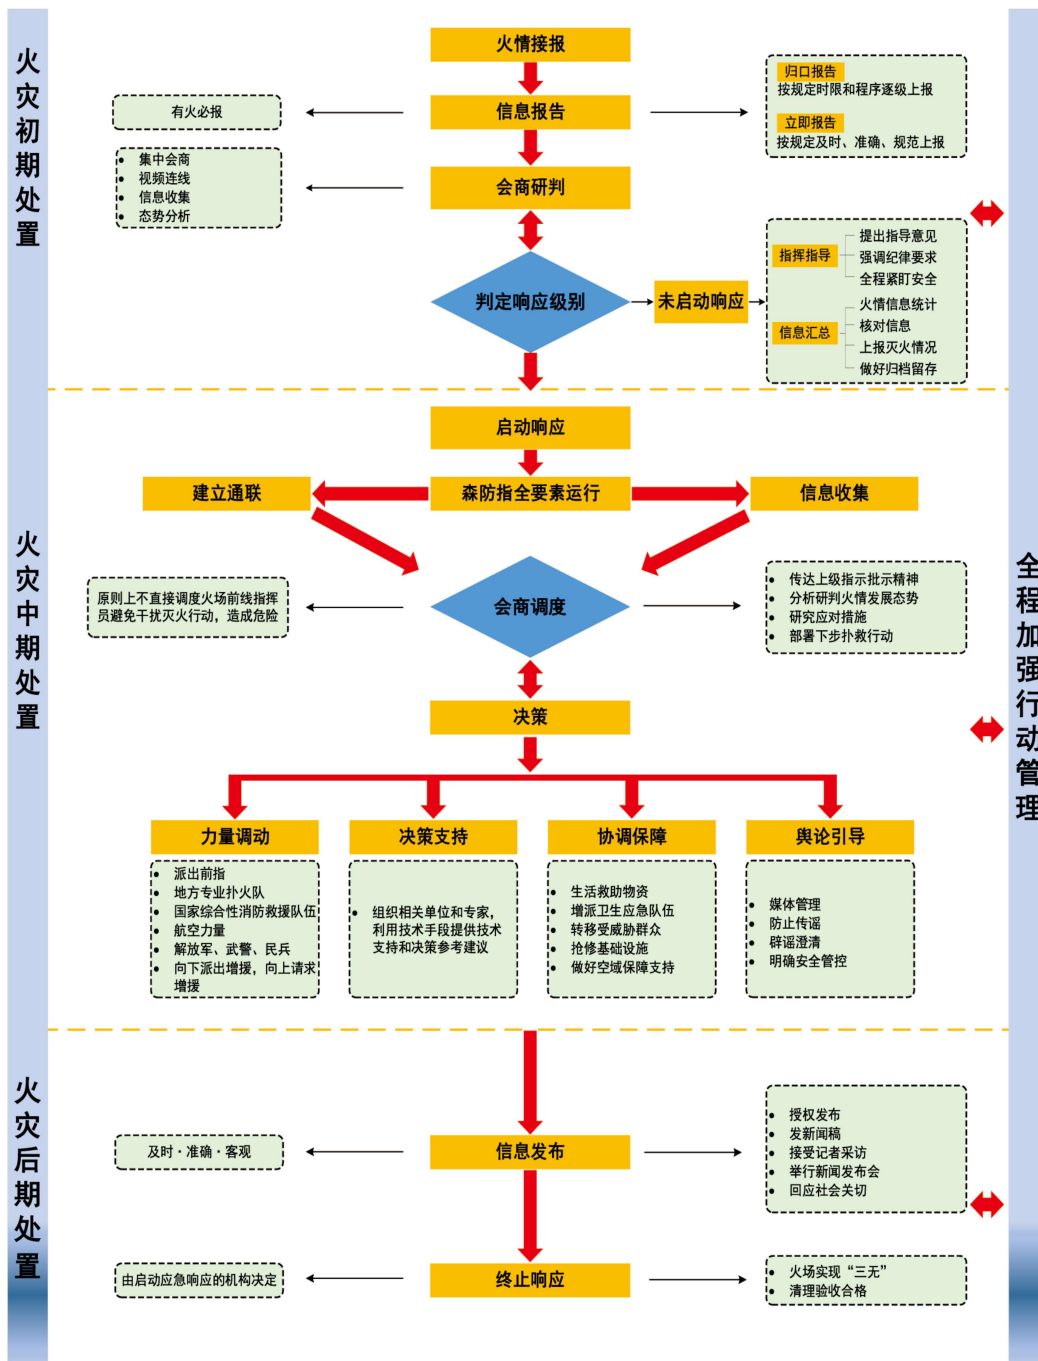 火灾初期处置
火情接报
信息报告
有火必报
归口报告
按规定时限和程序逐级上报
立即报告
按规定及时、准确、规范上报
会商研判
集中会商
视频连线
信息收集
态势分析
判定响应级别
未启动响应
指挥指导
提出指导意见
强调纪律要求
全程紧盯安全
信息汇总
火情信息统计
核对信息
上报灭火情况
做好归档留存
火灾中期处置
启动响应
建立通联
森防指全要素运行
信息收集
会商调度
原则上不直接调度火场前线指挥
员避免干扰灭火行动，造成危险
传达上级指示批示精神
分析研判火情发展态势
研究应对措施
部署下步扑救行动
决策
力量调动
派出前指
地方专业扑火队
国家综合性消防救援队伍
航空力量
解放军、武警、民兵
向下派出增援，向上请求
增援
决策支持
组织相关单位和专家，
利用技术手段提供技术
支持和决策参考建议
协调保障
生活救助物资
增派卫生应急队伍
转移受威胁群众
抢修基础设施
做好空域保障支持
舆论引导
媒体管理
防止传谣
辟谣澄清
明确安全管控
火灾后期处置
信息发布
及时·准确·客观
授权发布
发新闻稿
接受记者采访
举行新闻发布会
回应社会关切
终止响应
由启动应急响应的机构决定
火场实现“三无”
清理验收合格
全程加强行动管理